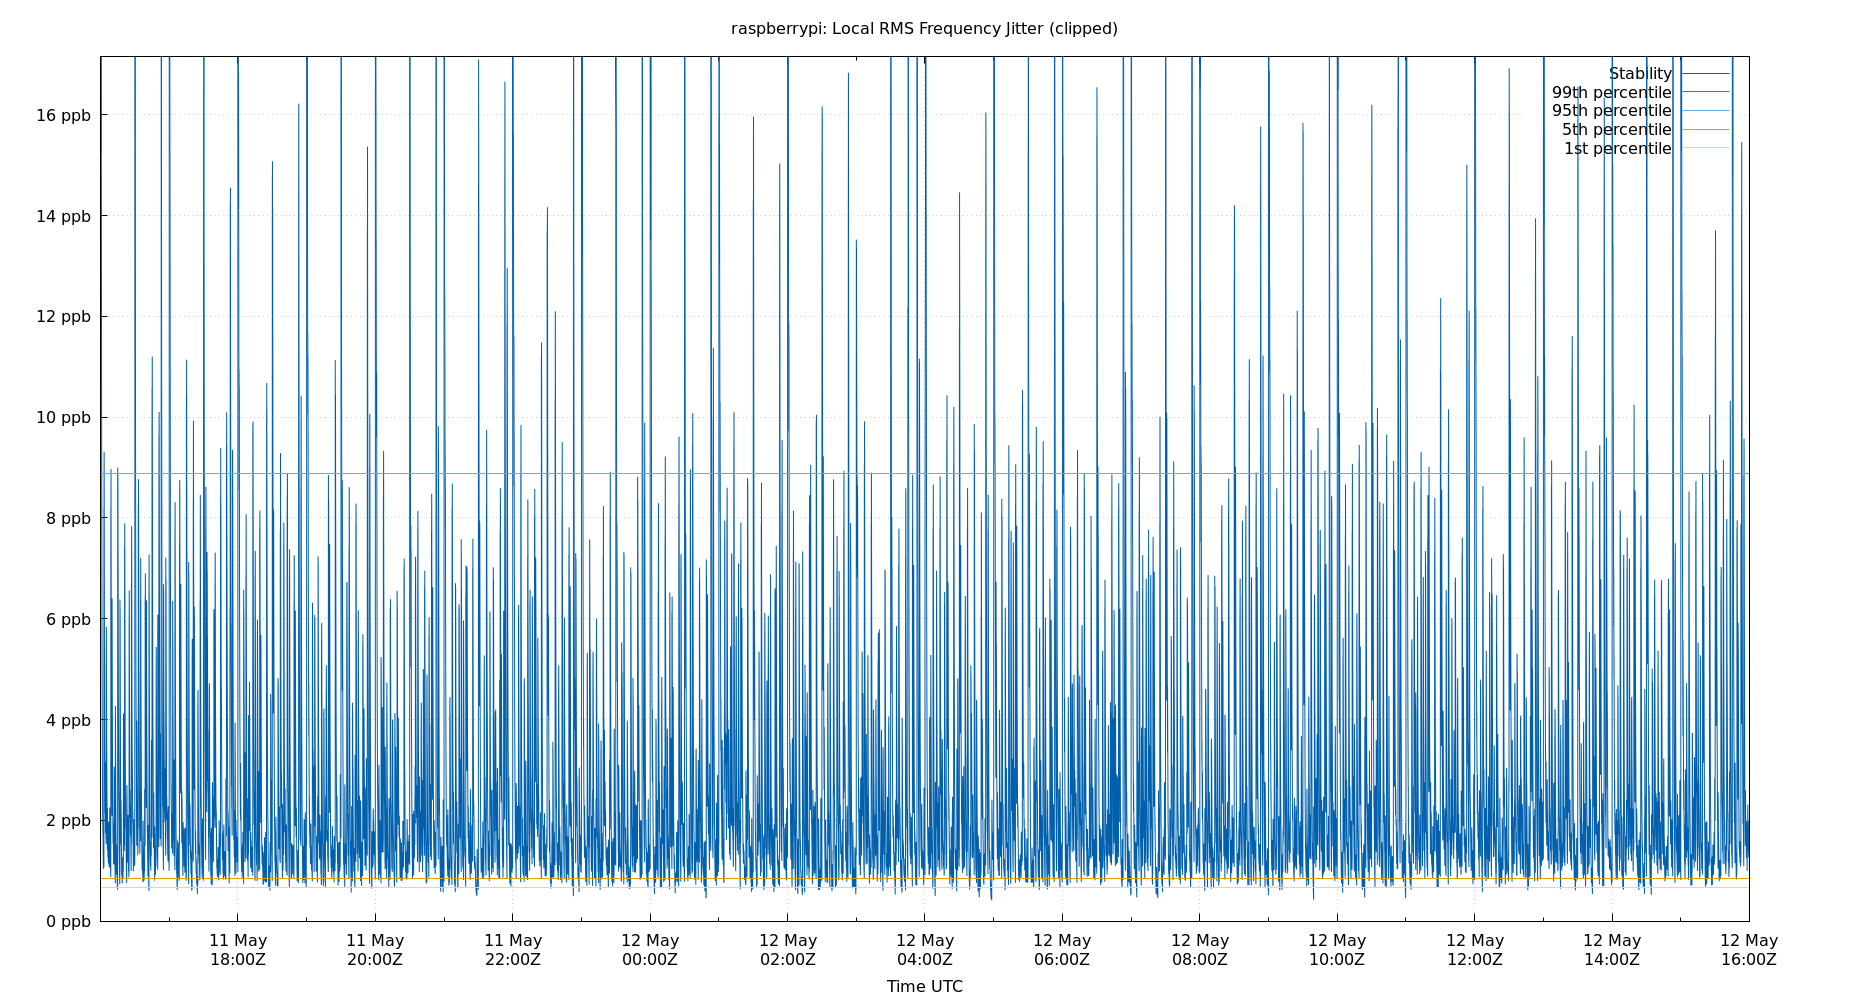 raspberrypi: Local RMS Frequency Jitter (clipped)
Stability
99th percentile
95th percentile
5th percentile
1st percentile
16 ppb
14 ppb
12 ppb
10 ppb
8 ppb
6 ppb
4 ppb
2 ppb
0 ppb
11 May 11 May 11 May 12 May 12 May 12 May 12 May 12 May 12 May 12 May 12 May 12 May
18:00Z 20:00Z 22:00Z 00:00Z 02:00Z 04:00Z 06:00Z 08:00Z 10:00Z 12:00Z 14:00Z 16:00Z
Time UTC